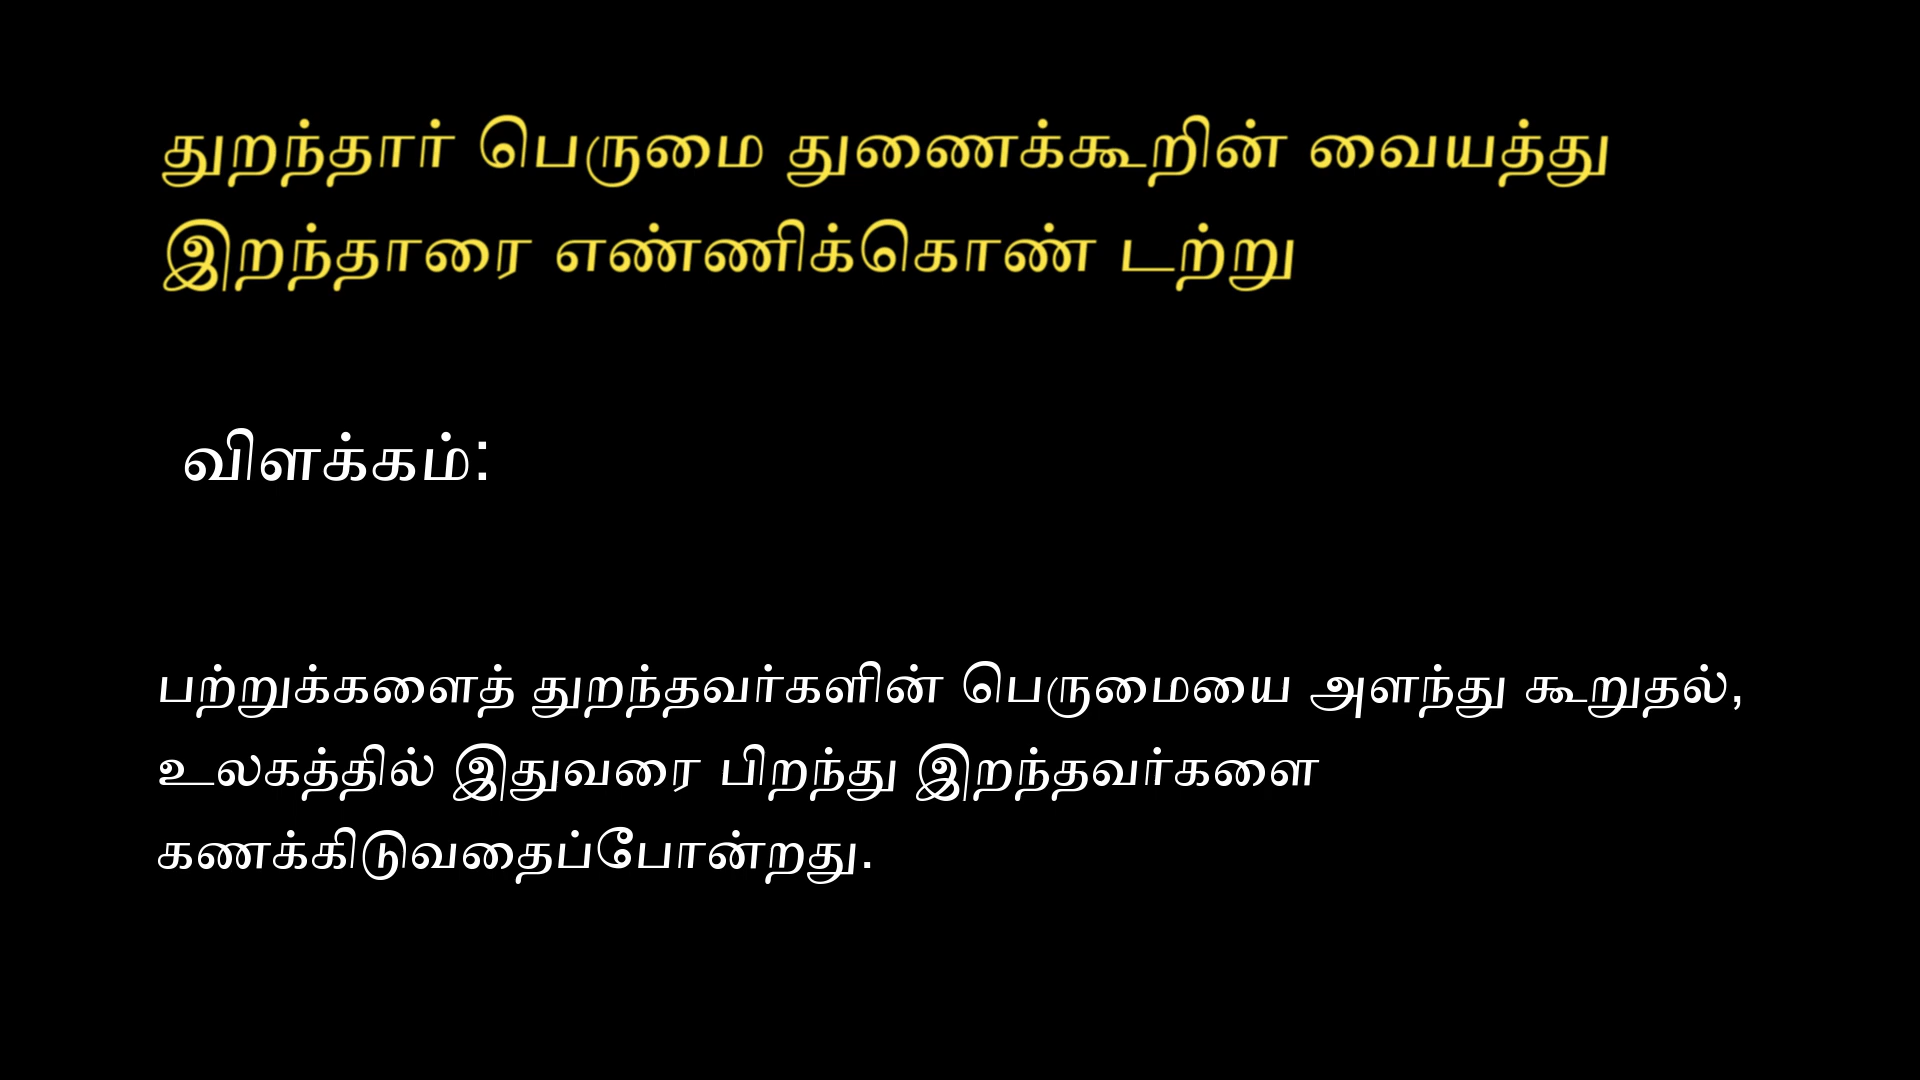 துறந்தார் பெருமை துணைக்கூறின் வையத்து
இறந்தாரை எண்ணிக்கொண் டற்று
விளக்கம்:
பற்றுக்களைத் துறந்தவர்களின் பெருமையை அளந்து கூறுதல்,
உலகத்தில் இதுவரை பிறந்து இறந்தவர்களை
கணக்கிடுவதைப்போன்றது.